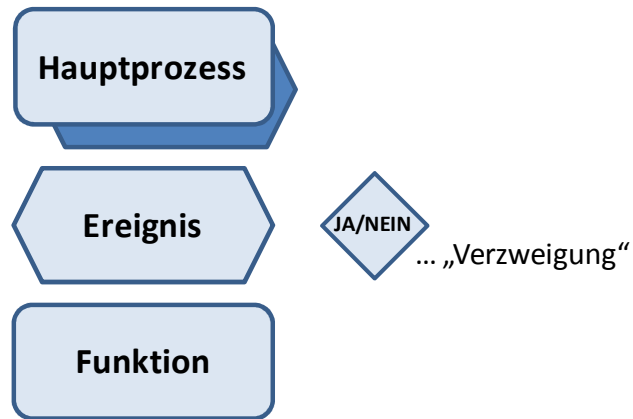 Hauptprozess
Ereignis
JA/NEIN
... „Verzweigung“
Funktion